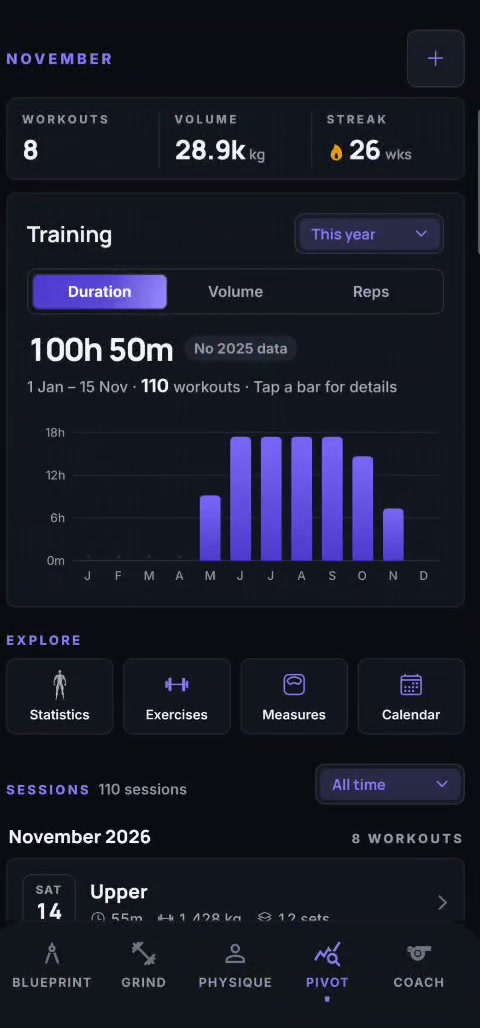 NOVEMBER
+
WORKOUTS VOLUME STREAK
8 28.9k kg 26 wks
Training This year
Duration Volume Reps
100h 50m No 2025 data
1 Jan – 15 Nov · 110 workouts · Tap a bar for details
18h
12h
6h
0m
J F M A M J J A S O N D
EXPLORE
Statistics Exercises Measures Calendar
SESSIONS 110 sessions All time
November 2026 8 WORKOUTS
SAT
14
Upper
55m 1,428 kg 12 sets
BLUEPRINT GRIND PHYSIQUE PIVOT COACH